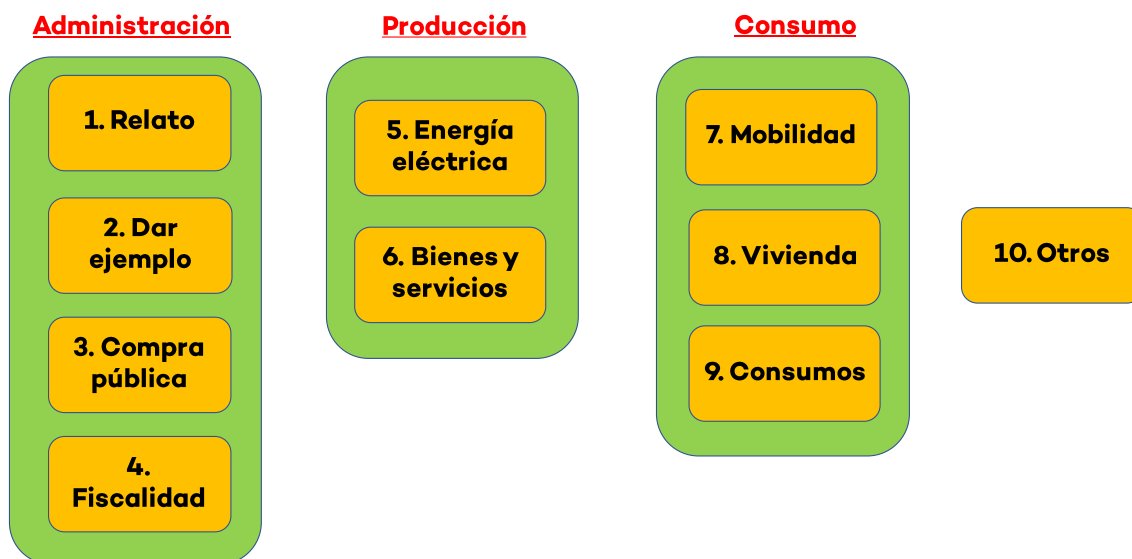 Administración
1. Relato
2. Dar
ejemplo
3. Compra
pública
4.
Fiscalidad
Producción
5. Energía
eléctrica
6. Bienes y
servicios
Consumo
7. Mobilidad
8. Vivienda
9. Consumos
10. Otros